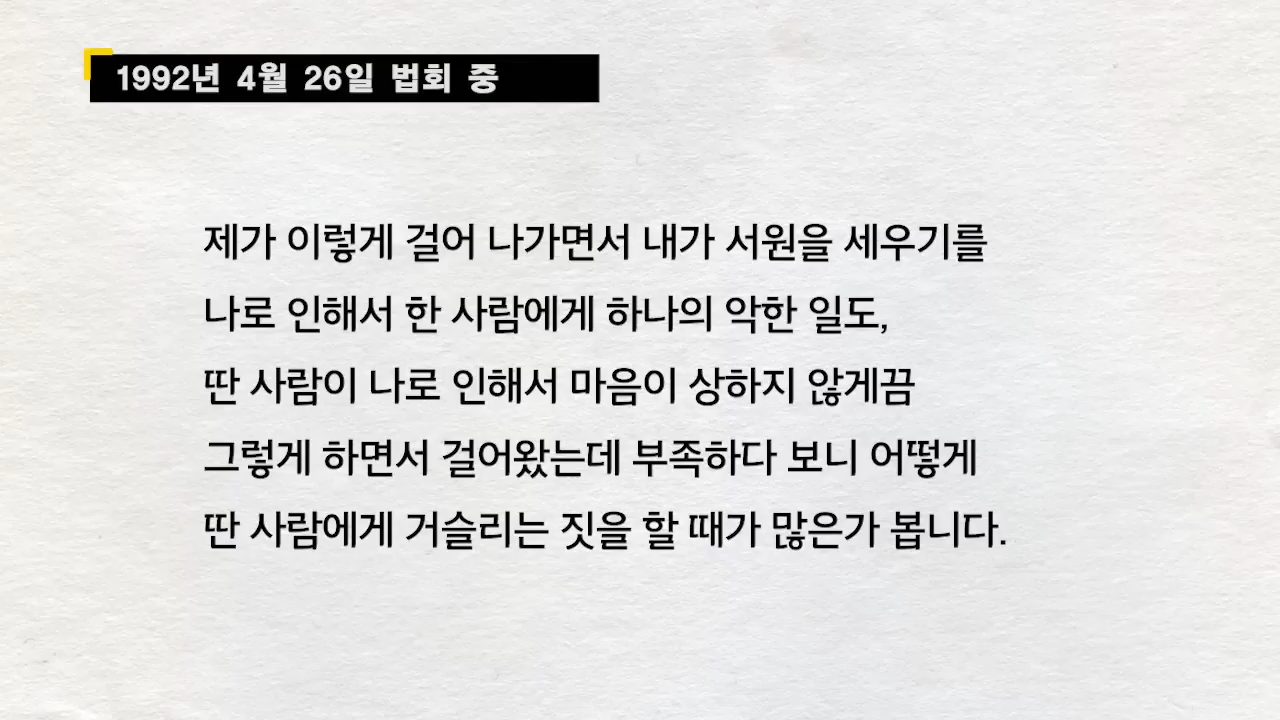 1992년 4월 26일 법회 중
제가 이렇게 걸어 나가면서 내가 서원을 세우기를
나로 인해서 한 사람에게 하나의 악한 일도,
딴 사람이 나로 인해서 마음이 상하지 않게끔
그렇게 하면서 걸어왔는데 부족하다 보니 어떻게
딴 사람에게 거슬리는 짓을 할 때가 많은가 봅니다.